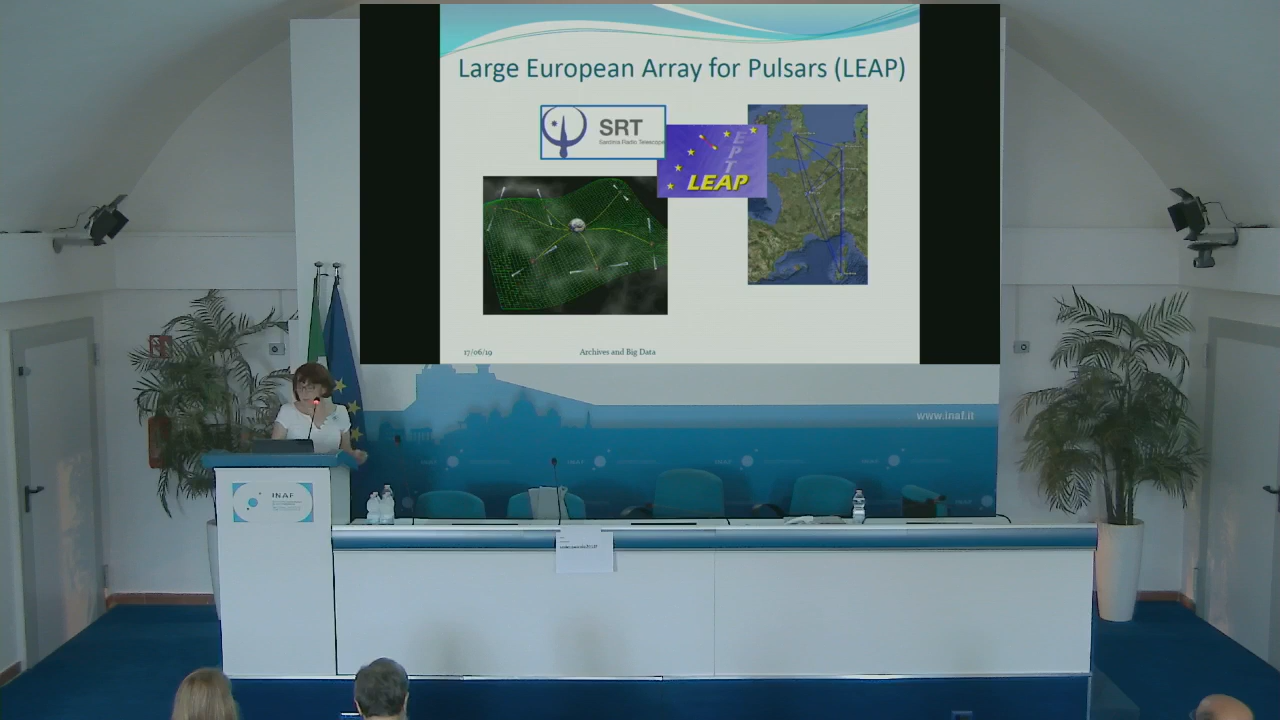 Large European Array for Pulsars (LEAP)
SRT
Sardinia Radio Telescope
EPTA
LEAP
17/06/19
Archives and Big Data
www.inaf.it
INAF